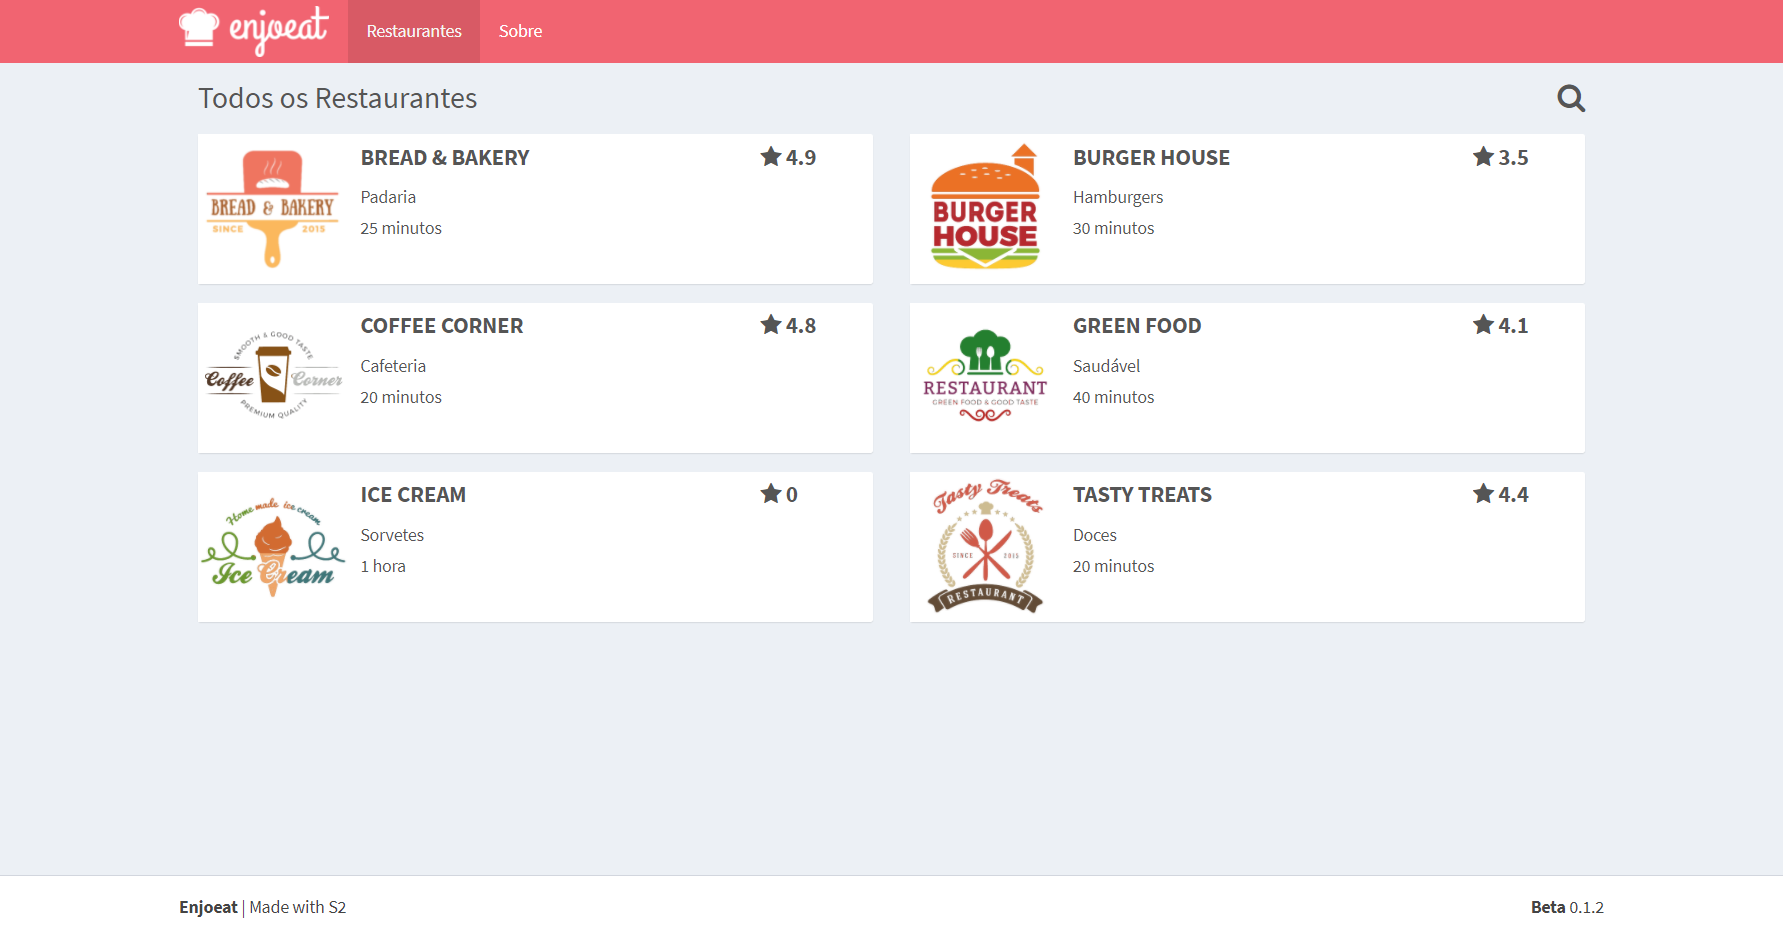 enjoeat Restaurantes Sobre
Todos os Restaurantes
BREAD & BAKERY
SINCE 2015
BREAD & BAKERY
4.9
Padaria
25 minutos
BURGER
HOUSE
BURGER HOUSE
3.5
Hamburgers
30 minutos
SMOOTH & GOOD TASTE
Coffee Corner
PREMIUM QUALITY
COFFEE CORNER
4.8
Cafeteria
20 minutos
RESTAURANT
GREEN FOOD & GOOD TASTE
GREEN FOOD
4.1
Saudável
40 minutos
Home made ice cream
Ice Cream
ICE CREAM
0
Sorvetes
1 hora
Tasty Treats
SINCE 2015
RESTAURANT
TASTY TREATS
4.4
Doces
20 minutos
Enjoeat | Made with S2
Beta 0.1.2